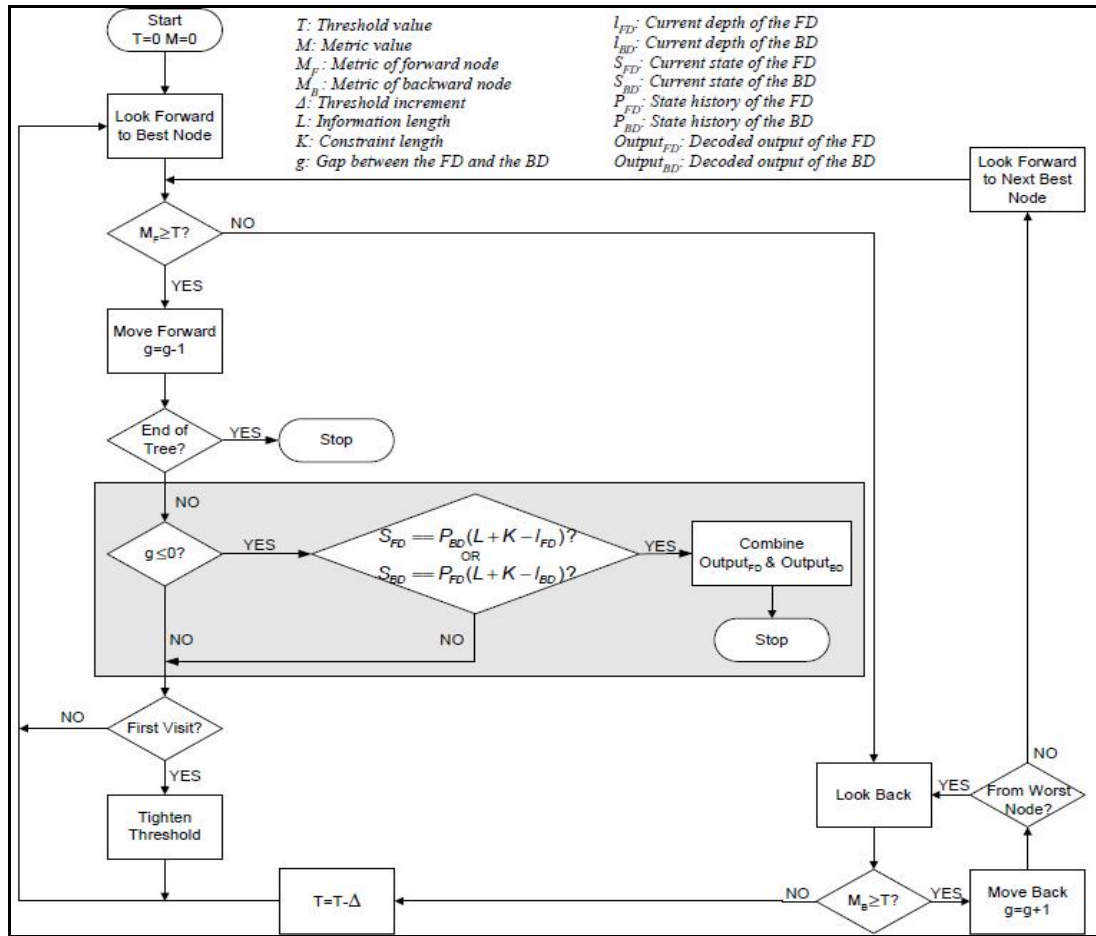 Start
T=0 M=0
T: Threshold value
M: Metric value
M_F: Metric of forward node
M_B: Metric of backward node
Δ: Threshold increment
L: Information length
K: Constraint length
g: Gap between the FD and the BD
l_FD: Current depth of the FD
l_BD: Current depth of the BD
S_FD: Current state of the FD
S_BD: Current state of the BD
P_FD: State history of the FD
P_BD: State history of the BD
Output_FD: Decoded output of the FD
Output_BD: Decoded output of the BD
Look Forward
to Best Node
Look Forward
to Next Best
Node
M_F≥T?
NO
YES
Move Forward
g=g-1
End of
Tree?
YES
Stop
NO
g≤0?
YES
S_FD == P_BD(L + K − l_FD)?
OR
S_BD == P_FD(L + K − l_BD)?
YES
Combine
Output_FD & Output_BD
Stop
NO
NO
First Visit?
NO
YES
Tighten
Threshold
T=T-Δ
Look Back
YES
From Worst
Node?
NO
M_B≥T?
NO
YES
Move Back
g=g+1